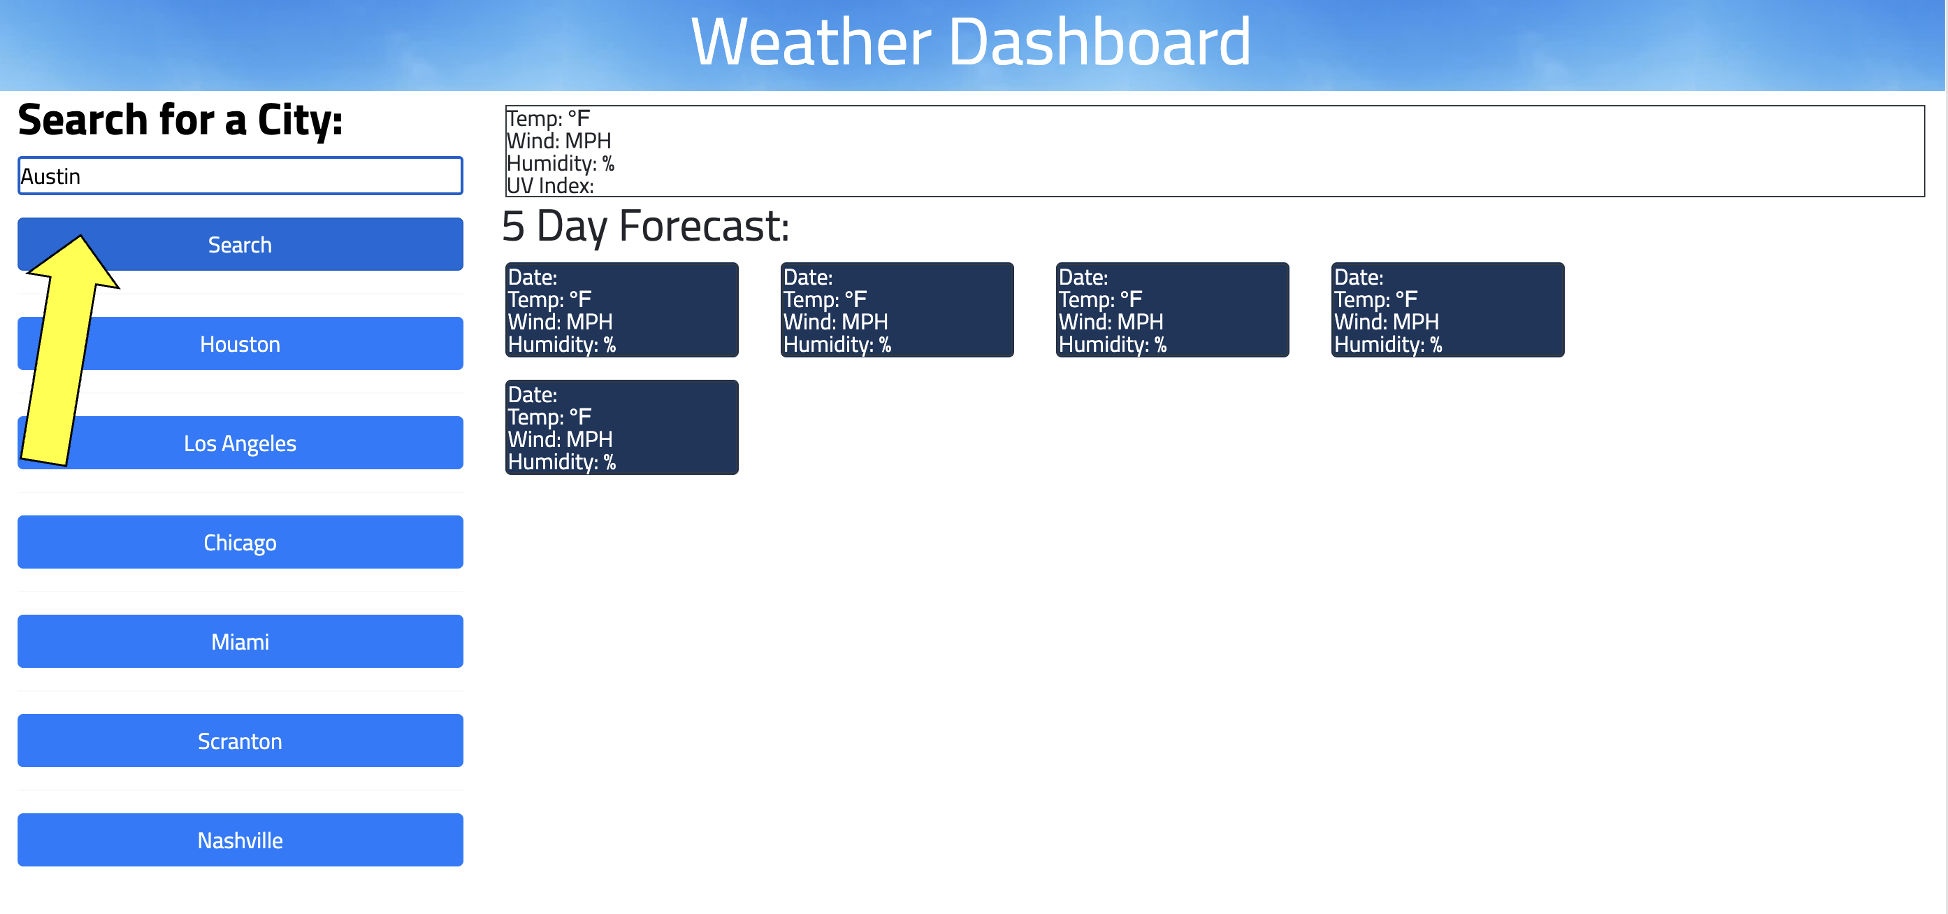 Weather Dashboard
Search for a City:
Austin
Search
Houston
Los Angeles
Chicago
Miami
Scranton
Nashville
Temp: °F
Wind: MPH
Humidity: %
UV Index:
5 Day Forecast:
Date:
Temp: °F
Wind: MPH
Humidity: %
Date:
Temp: °F
Wind: MPH
Humidity: %
Date:
Temp: °F
Wind: MPH
Humidity: %
Date:
Temp: °F
Wind: MPH
Humidity: %
Date:
Temp: °F
Wind: MPH
Humidity: %